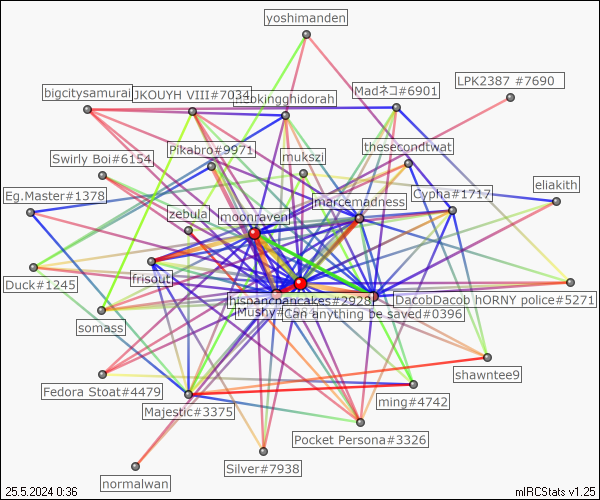 yoshimanden
LPK2387 #7690
bigcitysamurai
JKOUYH VIII#7034
kingghidorah
Madネコ#6901
Swirly Boi#6154
Pikabro#9971
mukszi
thesecondtwat
Eg.Master#1378
zebula
moonraven
marcemadness
Cypha#1717
eliakith
Duck#1245
frisout
hispancpancakes#2928
DacobDacob hORNY police#5271
somass
Mushy#
Can anything be saved#0396
shawntee9
Fedora Stoat#4479
Majestic#3375
ming#4742
Pocket Persona#3326
Silver#7938
normalwan
25.5.2024 0:36
mIRCStats v1.25